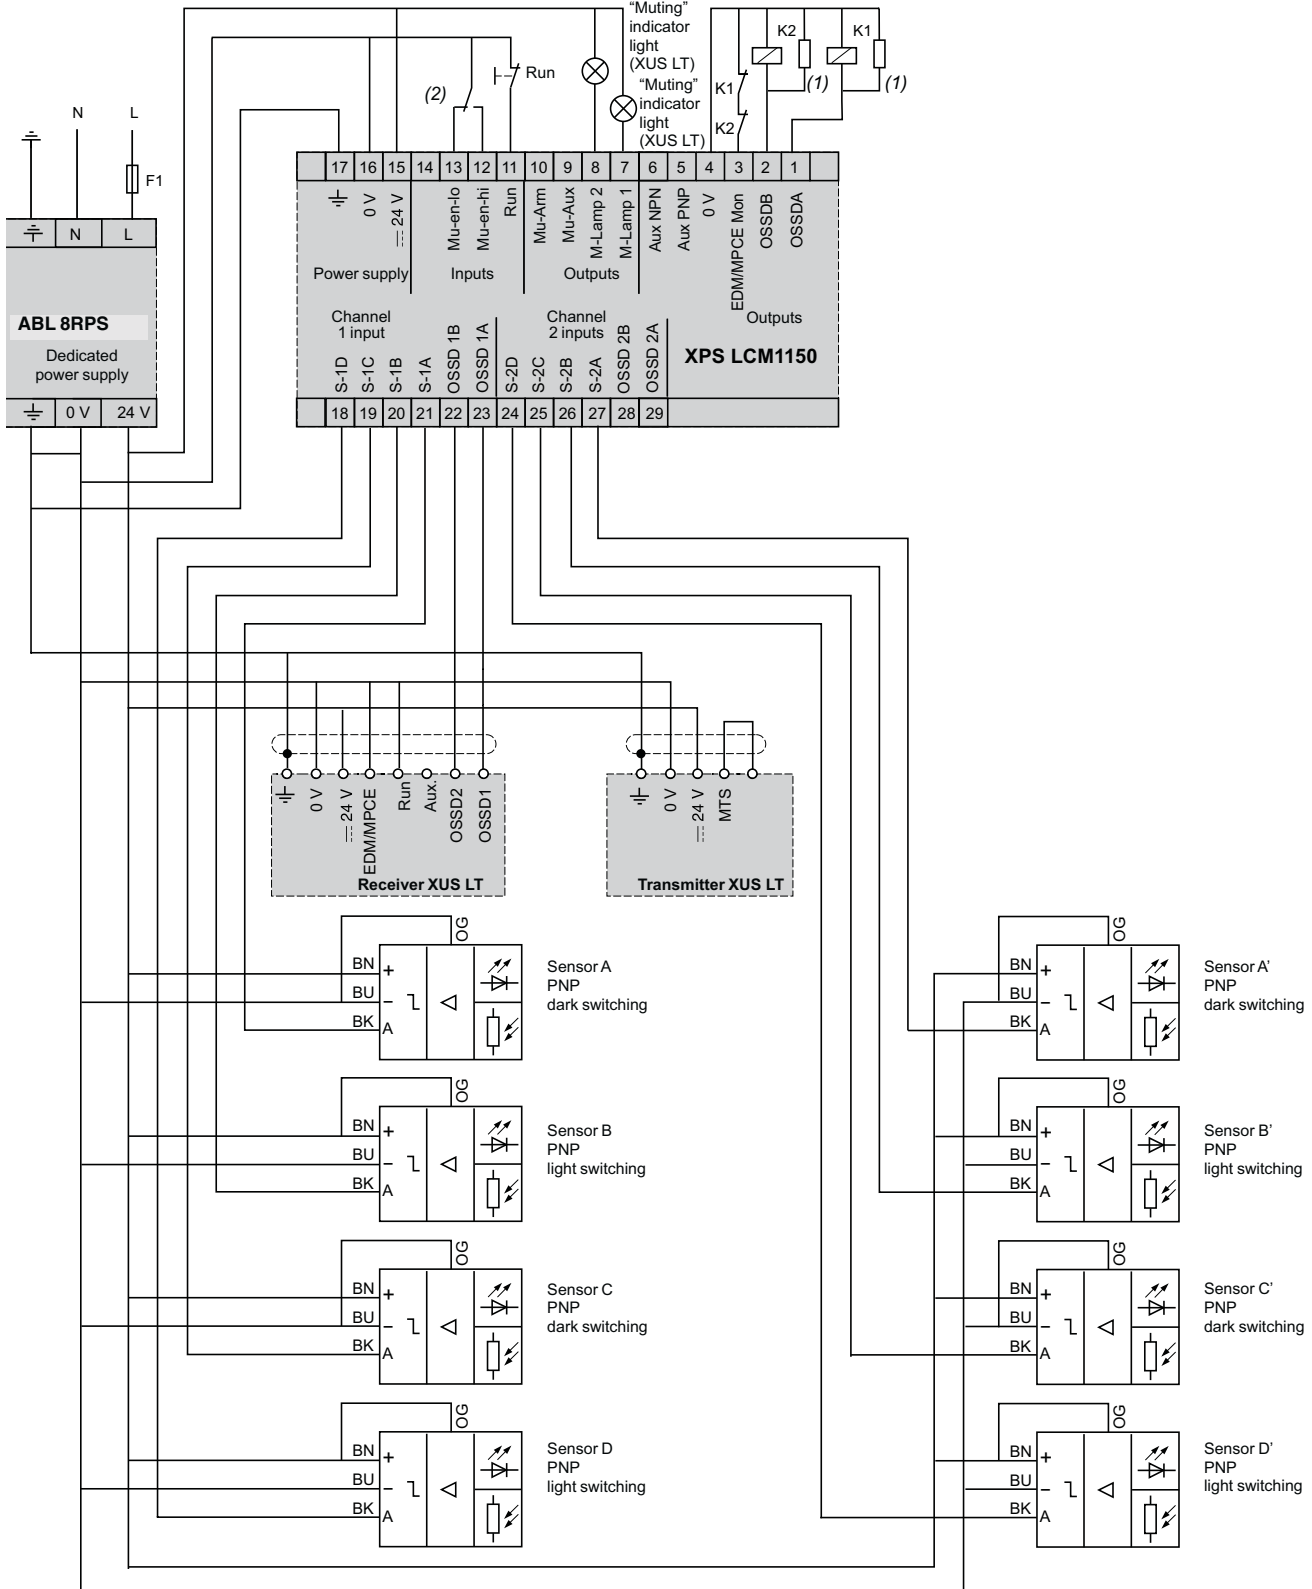 “Muting”
indicator
light
(XUS LT)
“Muting”
indicator
light
(XUS LT)
K2
K1
(1)
(1)
K1
K2
Run
(2)
N
L
F1
N
L
ABL 8RPS
Dedicated
power supply
0 V
24 V
17
16
15
14
13
12
11
10
9
8
7
6
5
4
3
2
1
0 V
24 V
Mu-en-lo
Mu-en-hi
Run
Mu-Arm
Mu-Aux
M-Lamp 2
M-Lamp 1
Aux NPN
Aux PNP
0 V
EDM/MPCE Mon
OSSDB
OSSDA
Power supply
Inputs
Outputs
Outputs
Channel
1 input
Channel
2 inputs
XPS LCM1150
S-1D
S-1C
S-1B
S-1A
OSSD 1B
OSSD 1A
S-2D
S-2C
S-2B
S-2A
OSSD 2B
OSSD 2A
18
19
20
21
22
23
24
25
26
27
28
29
0 V
24 V
EDM/MPCE
Run
Aux.
OSSD2
OSSD1
Receiver XUS LT
0 V
24 V
MTS
Transmitter XUS LT
OG
BN
+
BU
−
BK
A
Sensor A
PNP
dark switching
OG
BN
+
BU
−
BK
A
Sensor A’
PNP
dark switching
OG
BN
+
BU
−
BK
A
Sensor B
PNP
light switching
OG
BN
+
BU
−
BK
A
Sensor B’
PNP
light switching
OG
BN
+
BU
−
BK
A
Sensor C
PNP
dark switching
OG
BN
+
BU
−
BK
A
Sensor C’
PNP
dark switching
OG
BN
+
BU
−
BK
A
Sensor D
PNP
light switching
OG
BN
+
BU
−
BK
A
Sensor D’
PNP
light switching